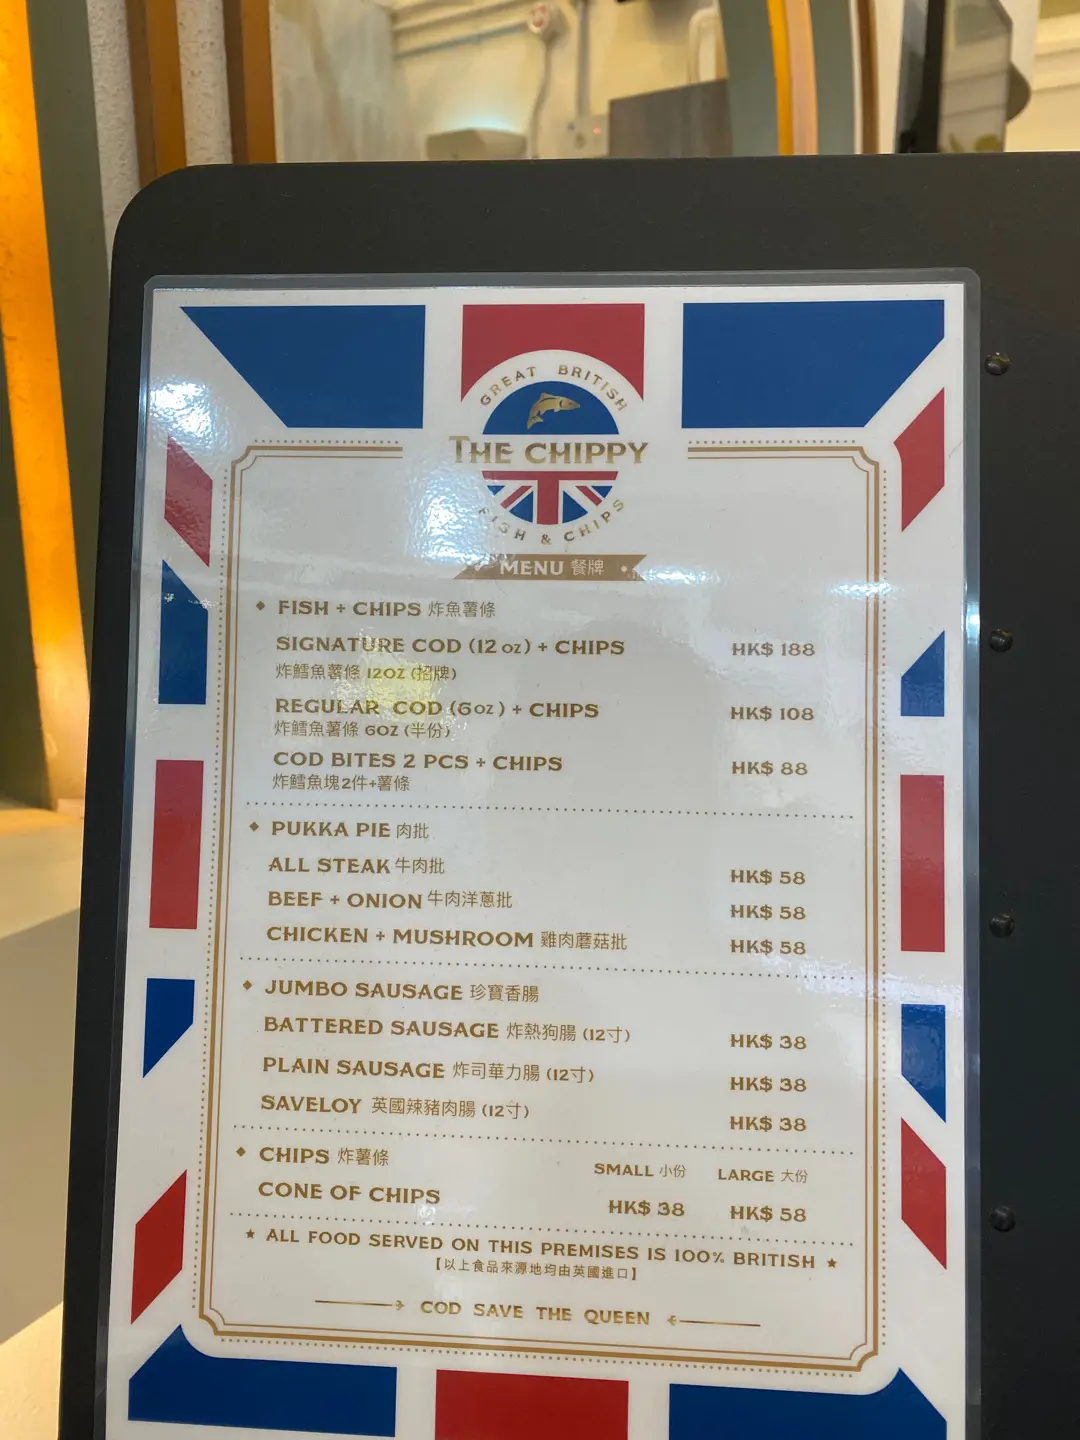 GREAT BRITISH
THE CHIPPY
FISH & CHIPS
MENU 餐牌
FISH + CHIPS 炸魚薯條
SIGNATURE COD (12 oz) + CHIPS HK$ 188
炸鱈魚薯條 12OZ (招牌)
REGULAR COD (6oz) + CHIPS HK$ 108
炸鱈魚薯條 6OZ (半份)
COD BITES 2 PCS + CHIPS HK$ 88
炸鱈魚塊2件+薯條
PUKKA PIE 肉批
ALL STEAK 牛肉批 HK$ 58
BEEF + ONION 牛肉洋蔥批 HK$ 58
CHICKEN + MUSHROOM 雞肉蘑菇批 HK$ 58
JUMBO SAUSAGE 珍寶香腸
BATTERED SAUSAGE 炸熱狗腸 (12寸) HK$ 38
PLAIN SAUSAGE 炸司華力腸 (12寸) HK$ 38
SAVELOY 英國辣豬肉腸 (12寸) HK$ 38
CHIPS 炸薯條 SMALL 小份 LARGE 大份
CONE OF CHIPS HK$ 38 HK$ 58
★ ALL FOOD SERVED ON THIS PREMISES IS 100% BRITISH ★
【以上食品來源地均由英國進口】
COD SAVE THE QUEEN